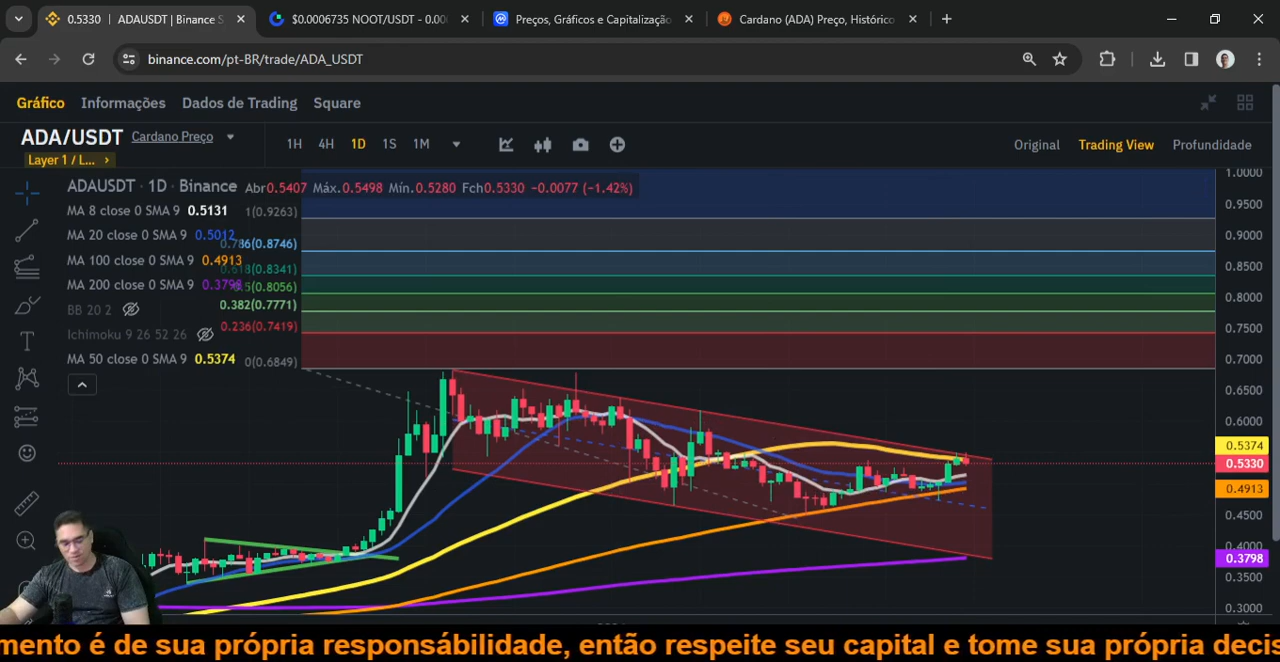 0.5330 | ADAUSDT | Binance S
$0.0006735 NOOT/USDT - 0.00
Preços, Gráficos e Capitalização
Cardano (ADA) Preço, Histórico
binance.com/pt-BR/trade/ADA_USDT
Gráfico Informações Dados de Trading Square
ADA/USDT Cardano Preço
Layer 1 / L... >
1H 4H 1D 1S 1M
Original Trading View Profundidade
ADAUSDT · 1D · Binance Abr0.5407 Máx.0.5498 Mín.0.5280 Fch0.5330 -0.0077 (-1.42%)
MA 8 close 0 SMA 9 0.5131
1(0.9263)
MA 20 close 0 SMA 9 0.5012
0.786(0.8746)
MA 100 close 0 SMA 9 0.4913
0.618(0.8341)
MA 200 close 0 SMA 9 0.3798
0.5(0.8056)
BB 20 2
0.382(0.7771)
Ichimoku 9 26 52 26
0.236(0.7419)
MA 50 close 0 SMA 9 0.5374
0(0.6849)
1.0000
0.9500
0.9000
0.8500
0.8000
0.7500
0.7000
0.6500
0.6000
0.5374
0.5330
0.4913
0.4500
0.4000
0.3798
0.3500
0.3000
mento é de sua própria responsábilidade, então respeite seu capital e tome sua própria decis